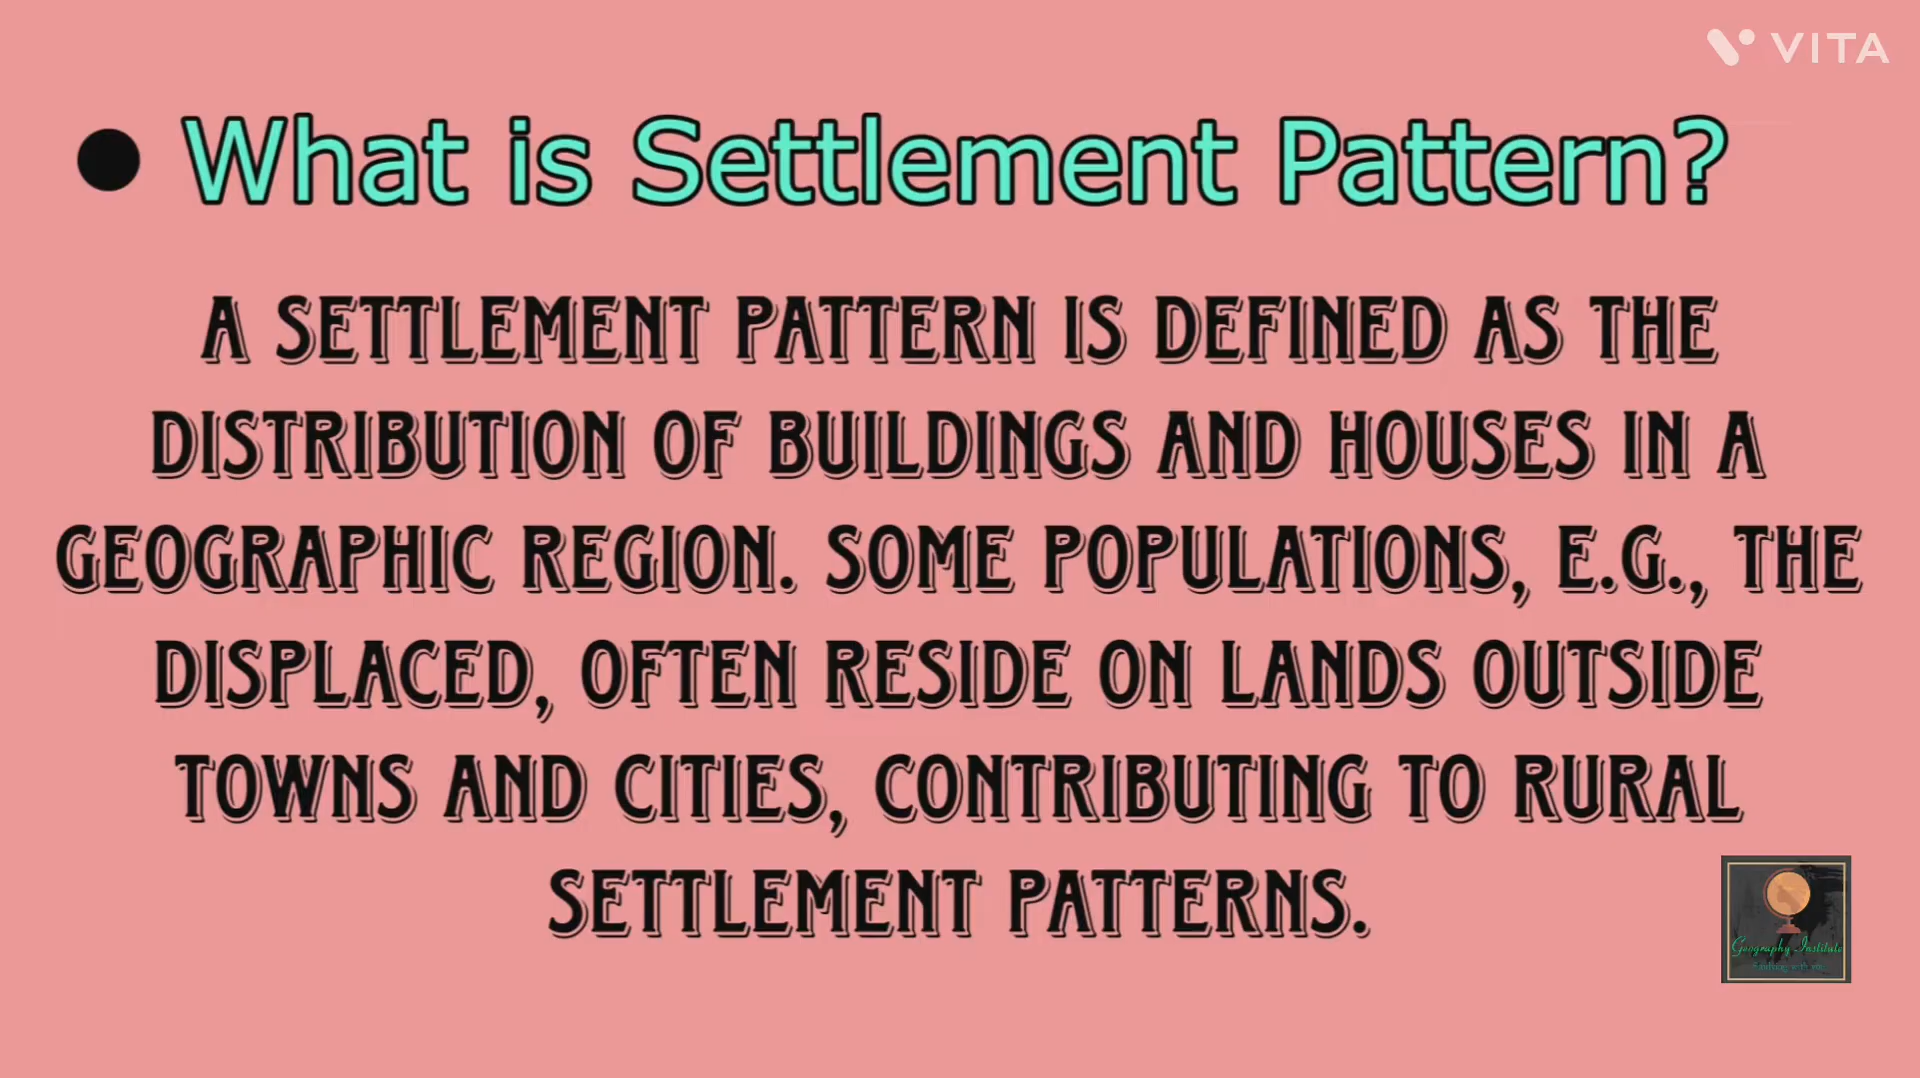 VITA
What is Settlement Pattern?
A SETTLEMENT PATTERN IS DEFINED AS THE
DISTRIBUTION OF BUILDINGS AND HOUSES IN A
GEOGRAPHIC REGION. SOME POPULATIONS, E.G., THE
DISPLACED, OFTEN RESIDE ON LANDS OUTSIDE
TOWNS AND CITIES, CONTRIBUTING TO RURAL
SETTLEMENT PATTERNS.
Geography Institute